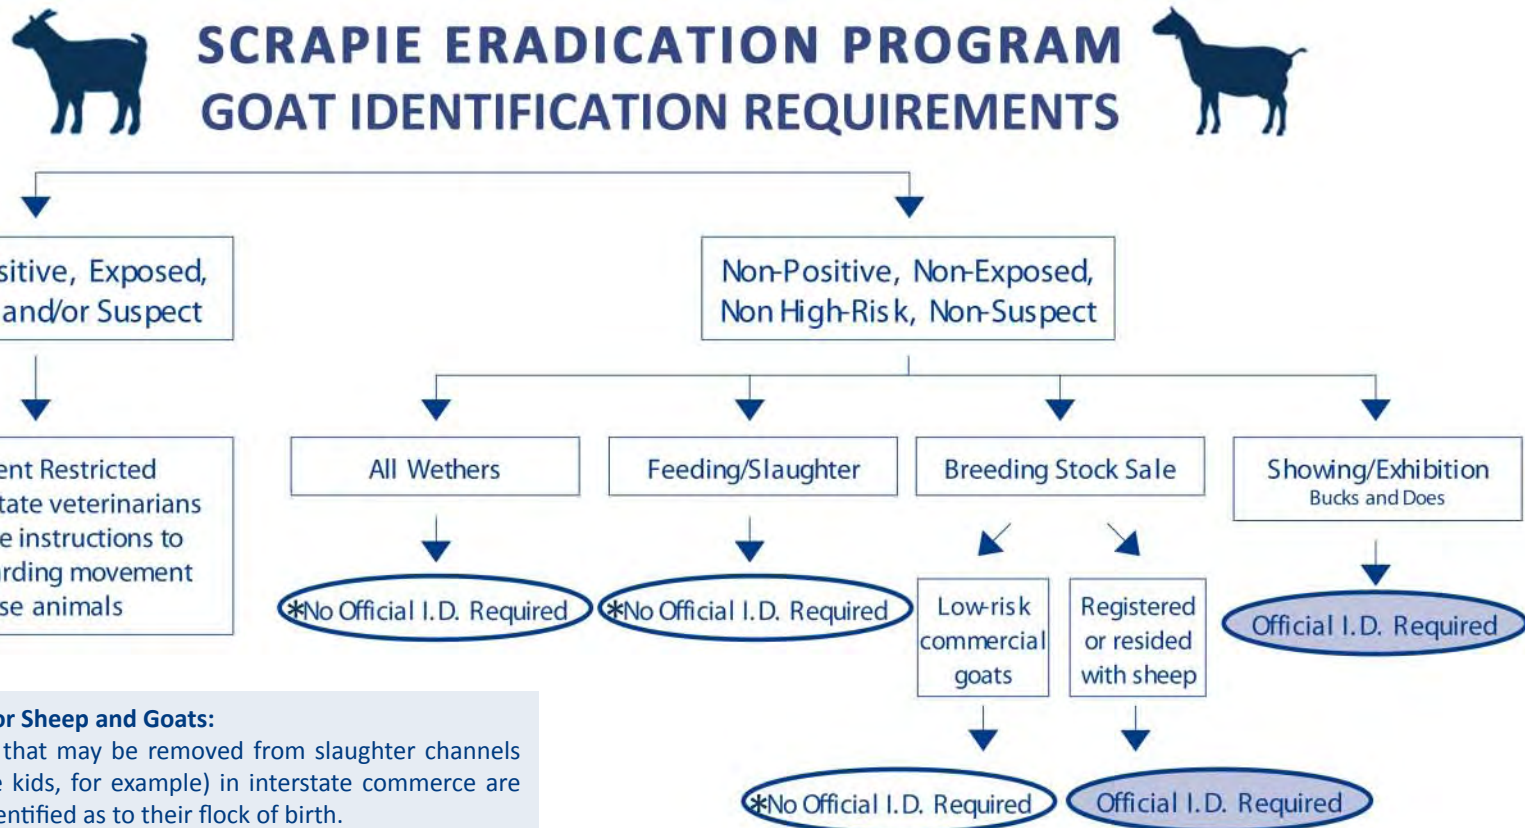 SCRAPIE ERADICATION PROGRAM
GOAT IDENTIFICATION REQUIREMENTS
sitive, Exposed,
and/or Suspect
Non-Positive, Non-Exposed,
Non High-Risk, Non-Suspect
ent Restricted
tate veterinarians
e instructions to
arding movement
se animals
All Wethers
Feeding/Slaughter
Breeding Stock Sale
Showing/Exhibition
Bucks and Does
*No Official I.D. Required
*No Official I.D. Required
Low-risk
commercial
goats
Registered
or resided
with sheep
Official I.D. Required
*No Official I.D. Required
Official I.D. Required
or Sheep and Goats:
that may be removed from slaughter channels
e kids, for example) in interstate commerce are
entified as to their flock of birth.